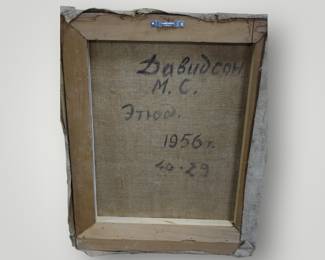 Давидсон
М. С.
Этюд.
1956 г.
40-29